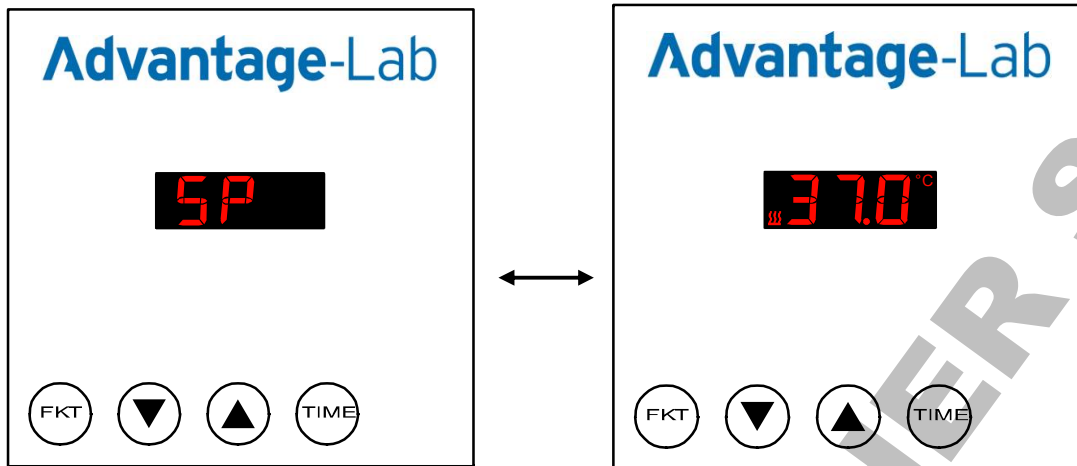 Advantage-Lab
SP
FKT TIME
Advantage-Lab
37.0 °C
FKT TIME